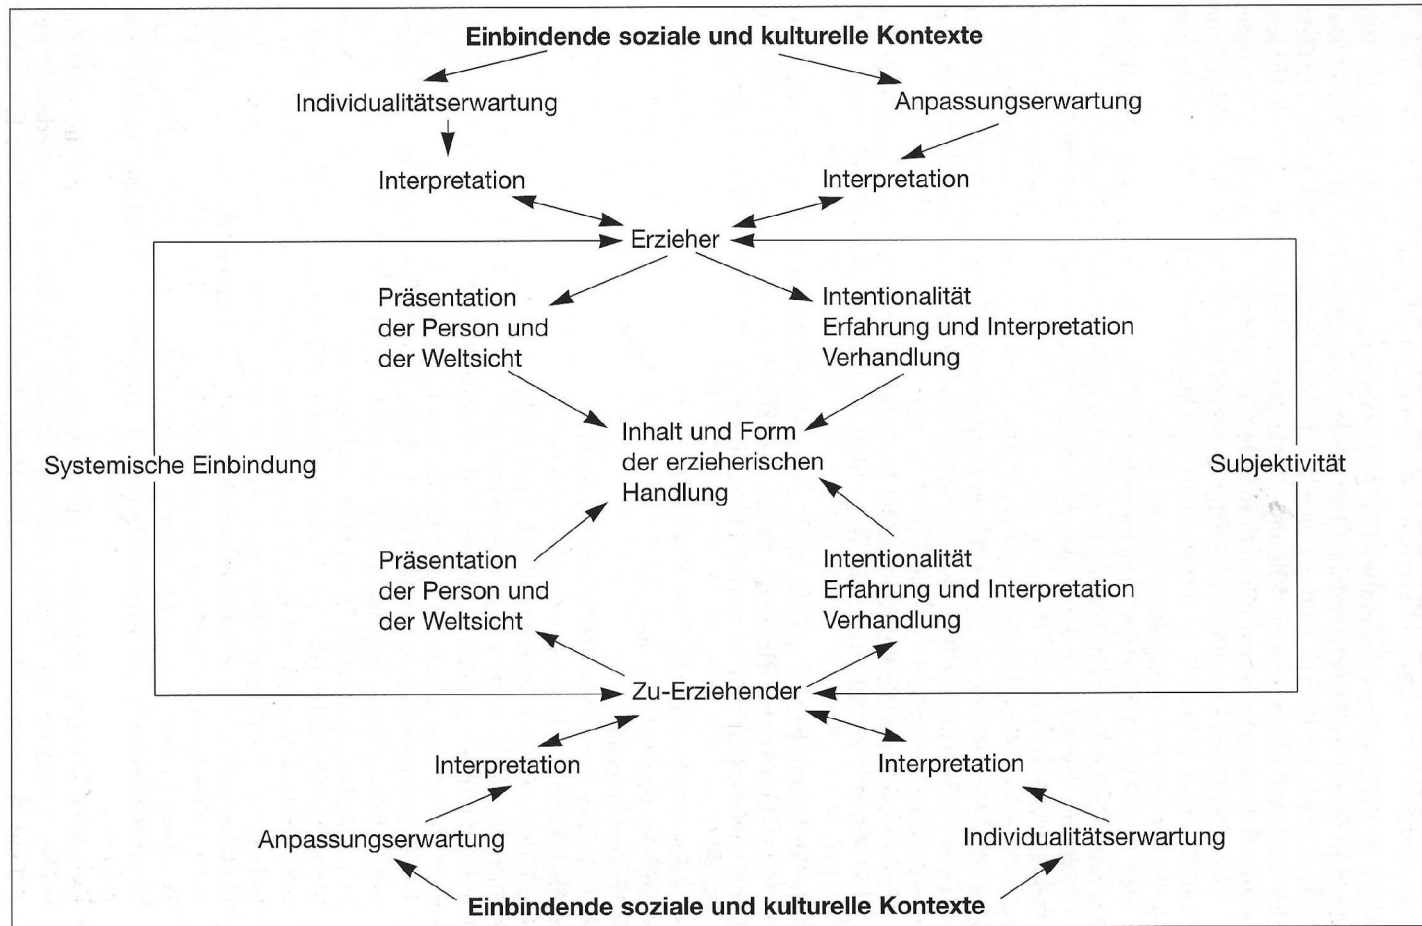 Einbindende soziale und kulturelle Kontexte
Individualitätserwartung
Anpassungserwartung
Interpretation
Interpretation
Erzieher
Präsentation
der Person und
der Weltsicht
Intentionalität
Erfahrung und Interpretation
Verhandlung
Inhalt und Form
der erzieherischen
Handlung
Systemische Einbindung
Subjektivität
Präsentation
der Person und
der Weltsicht
Intentionalität
Erfahrung und Interpretation
Verhandlung
Zu-Erziehender
Interpretation
Interpretation
Anpassungserwartung
Individualitätserwartung
Einbindende soziale und kulturelle Kontexte